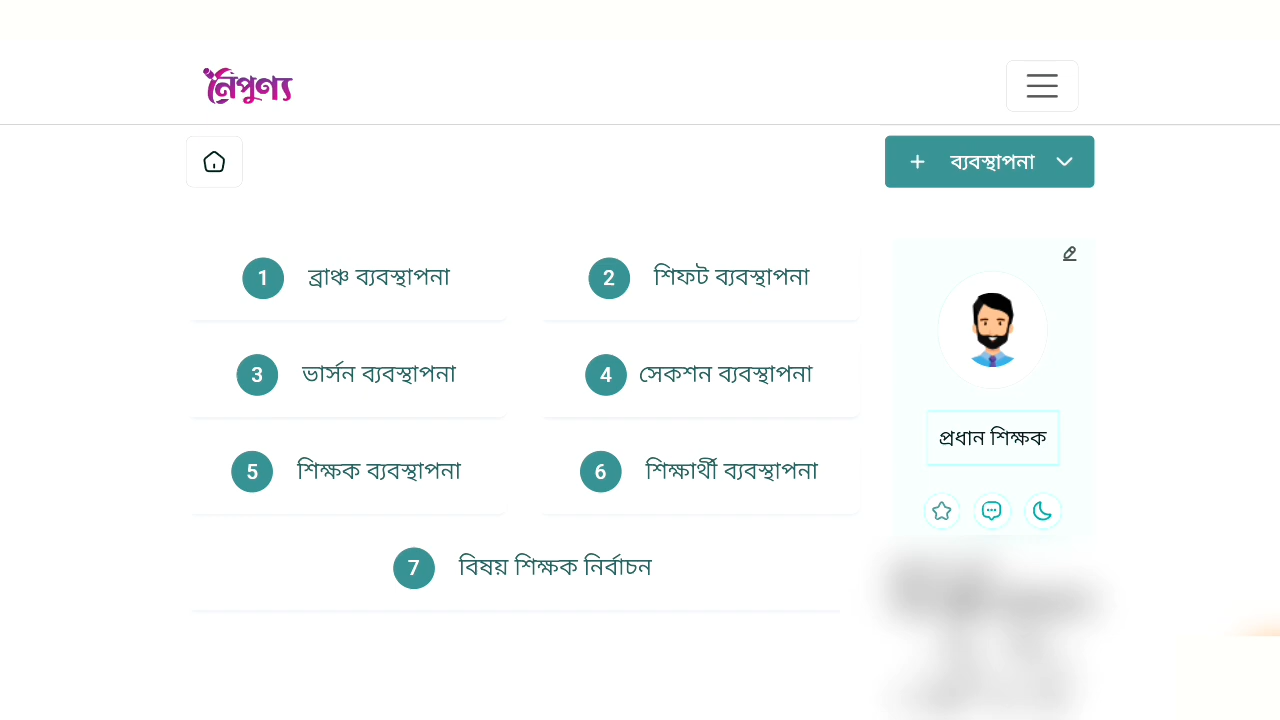 নৈপুণ্য
ব্যবস্থাপনা
1 ব্রাঞ্চ ব্যবস্থাপনা
2 শিফট ব্যবস্থাপনা
3 ভার্সন ব্যবস্থাপনা
4 সেকশন ব্যবস্থাপনা
5 শিক্ষক ব্যবস্থাপনা
6 শিক্ষার্থী ব্যবস্থাপনা
7 বিষয় শিক্ষক নির্বাচন
প্রধান শিক্ষক